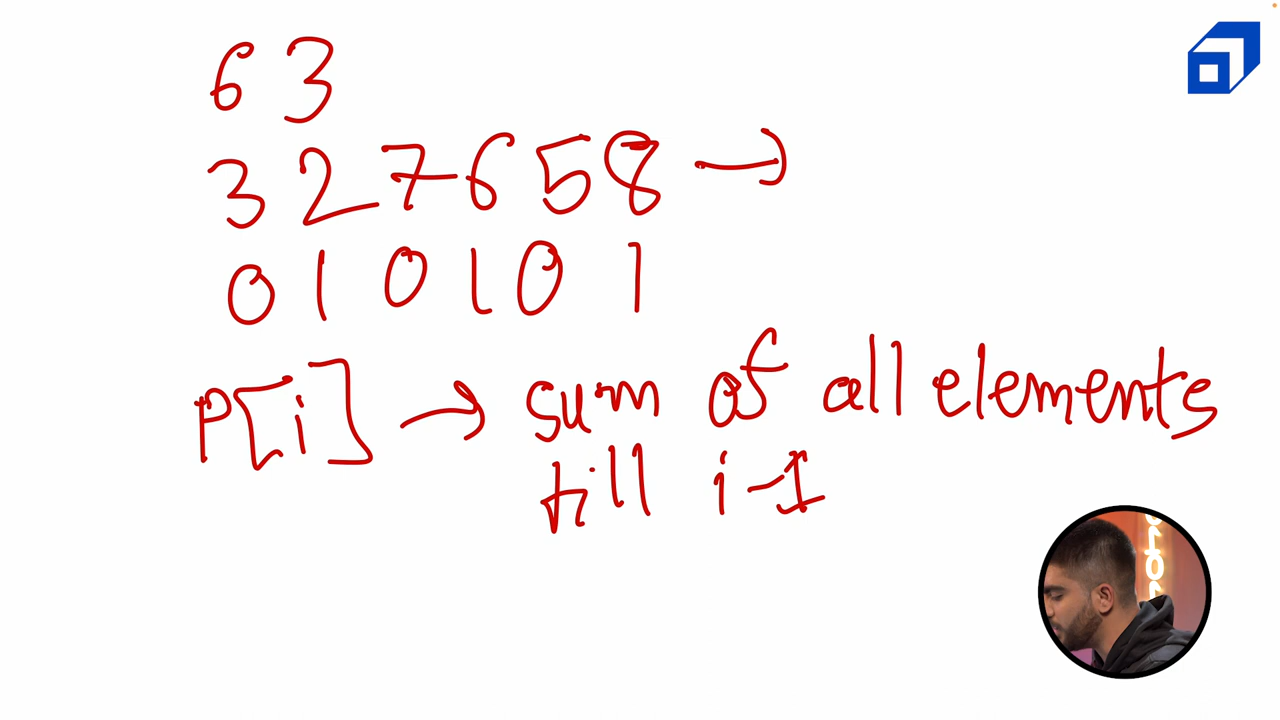 6 3
3 2 7 6 5 8 →
0 1 0 1 0 1
P[i] → sum of all elements
till i-1